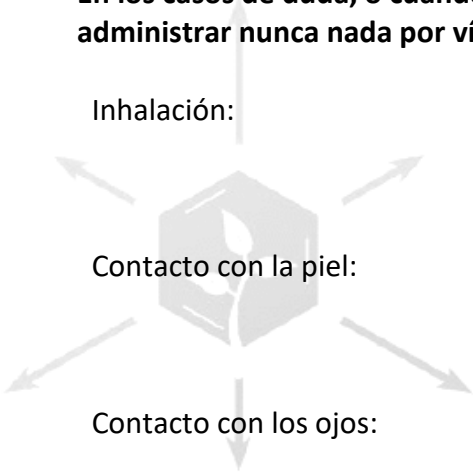 En los casos de duda, o cuando
administrar nunca nada por ví
Inhalación:
Contacto con la piel:
Contacto con los ojos: